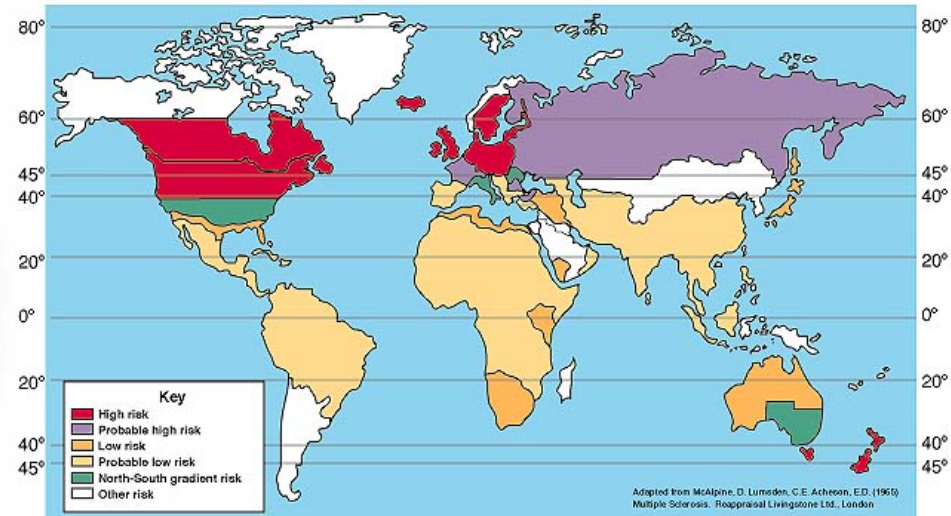 80°
60°
45°
40°
20°
0°
20°
40°
45°
80°
60°
45°
40°
20°
0°
20°
40°
45°
Key
High risk
Probable high risk
Low risk
Probable low risk
North-South gradient risk
Other risk
Adapted from McAlpine, D. Lumsden, C.E. Acheson, E.D. (1965)
Multiple Sclerosis. Reappraisal Livingstone Ltd., London